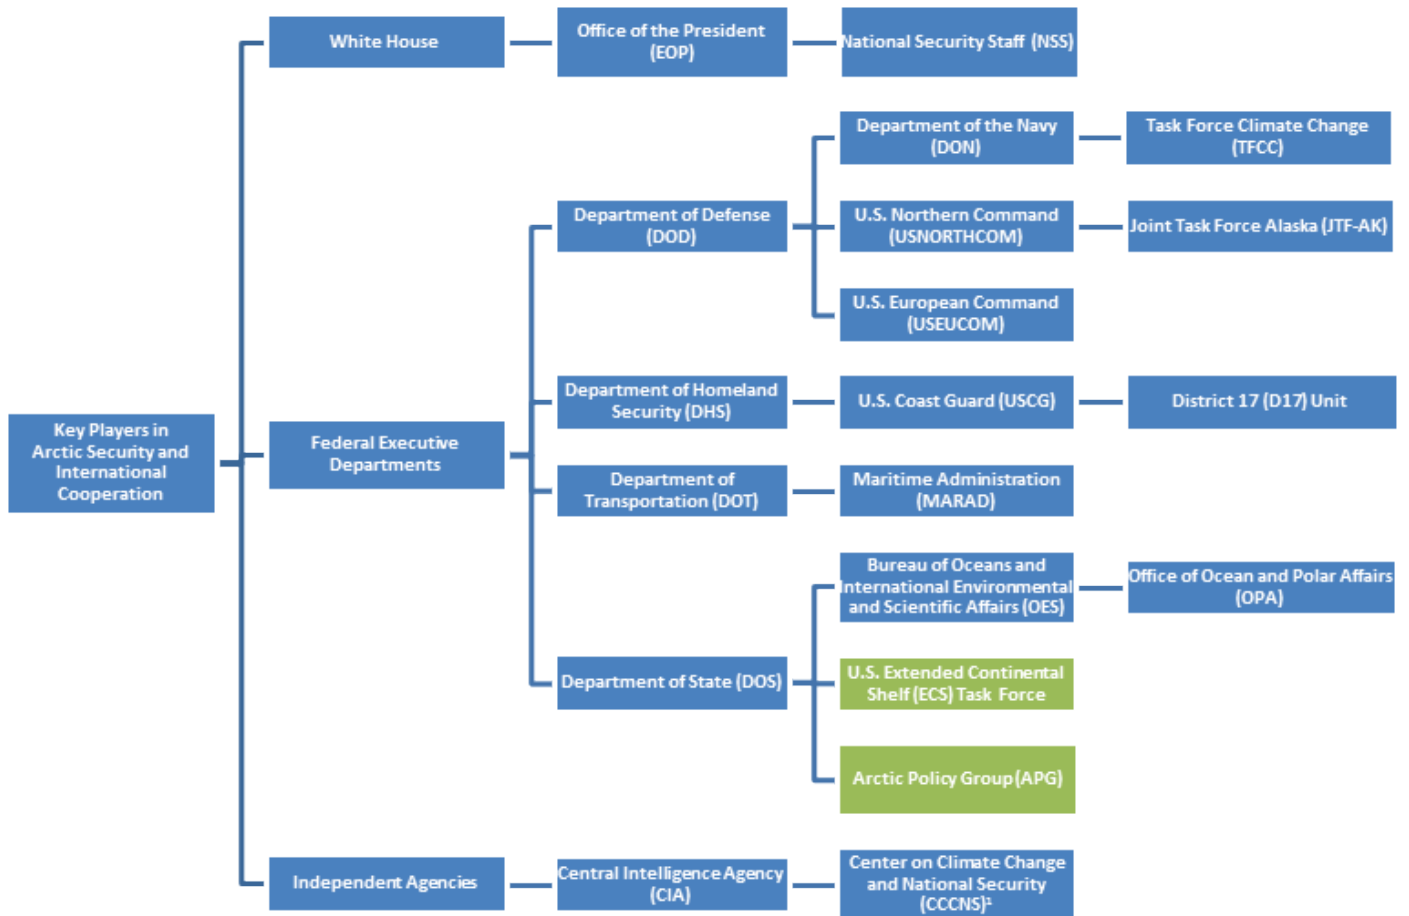 White House
Office of the President
(EOP)
National Security Staff (NSS)
Department of the Navy
(DON)
Task Force Climate Change
(TFCC)
Department of Defense
(DOD)
U.S. Northern Command
(USNORTHCOM)
Joint Task Force Alaska (JTF-AK)
U.S. European Command
(USEUCOM)
Key Players in
Arctic Security and
International
Cooperation
Federal Executive
Departments
Department of Homeland
Security (DHS)
U.S. Coast Guard (USCG)
District 17 (D17) Unit
Department of
Transportation (DOT)
Maritime Administration
(MARAD)
Bureau of Oceans and
International Environmental
and Scientific Affairs (OES)
Office of Ocean and Polar Affairs
(OPA)
Department of State (DOS)
U.S. Extended Continental
Shelf (ECS) Task Force
Arctic Policy Group (APG)
Independent Agencies
Central Intelligence Agency
(CIA)
Center on Climate Change
and National Security
(CCCNS)¹